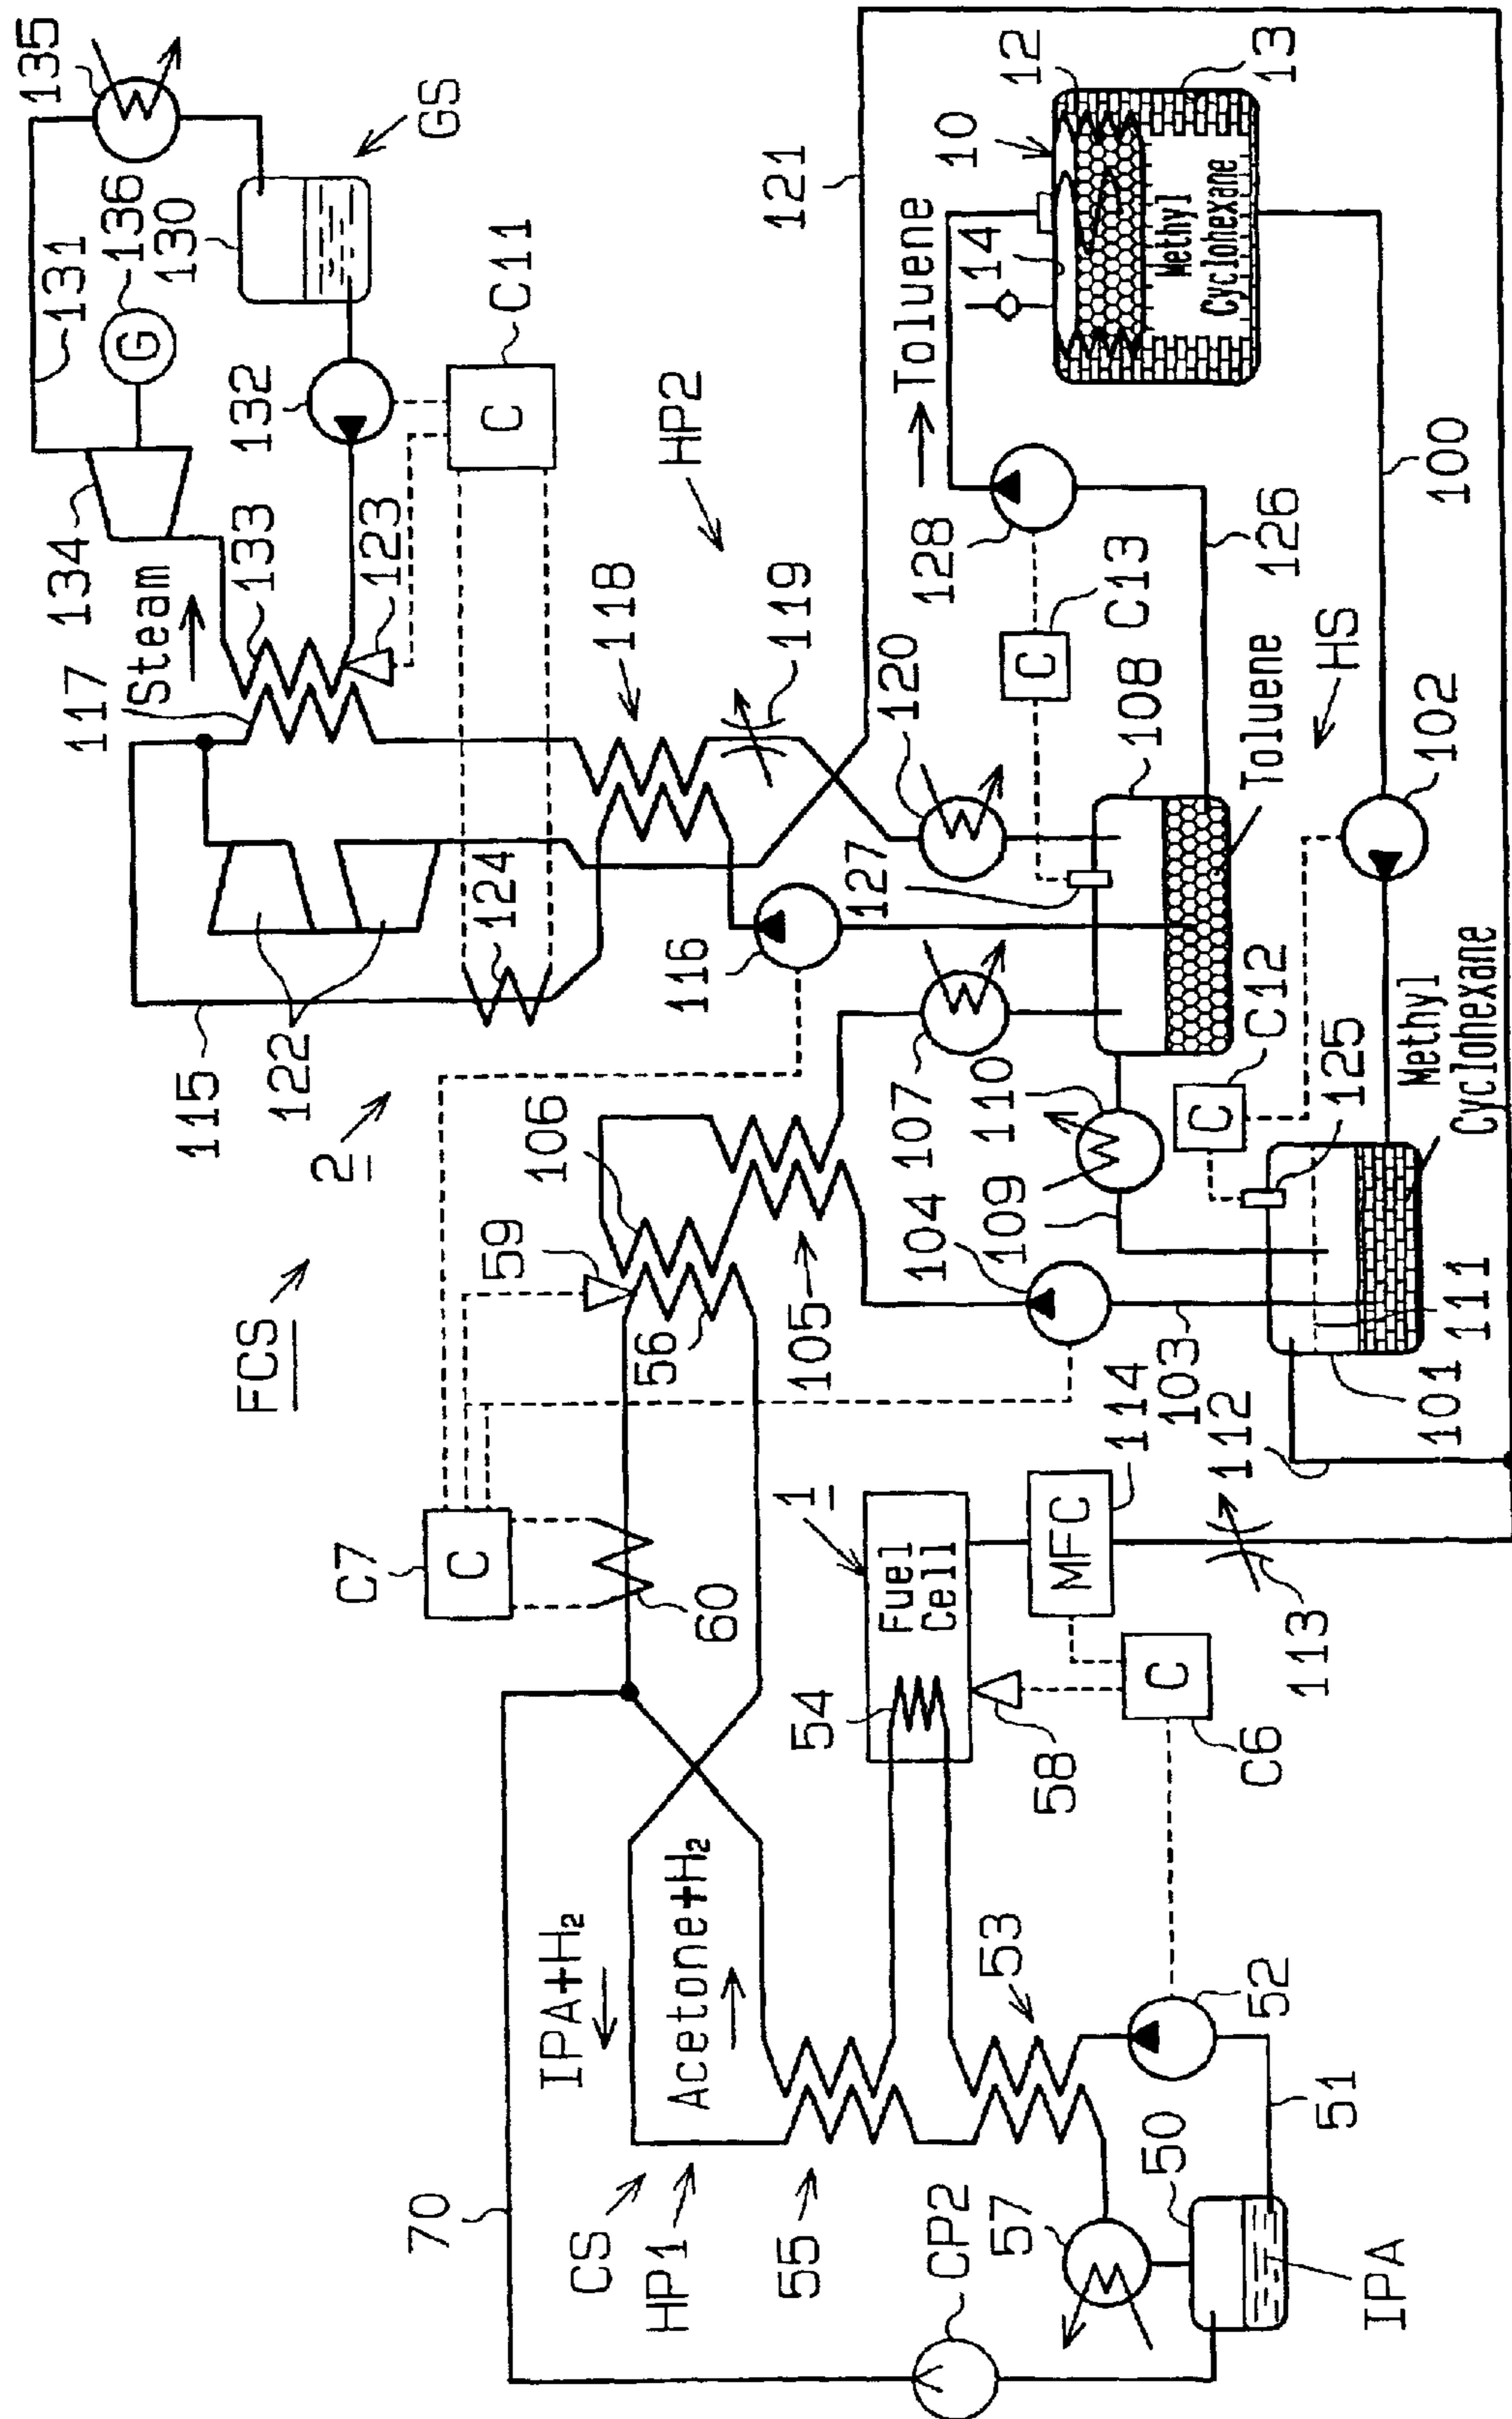 FCS
2
HP2
GS
HS
CS
HP1
C7
C
59
106
56
60
105
70
IPA+H₂
Acetone+H₂
55
53
54
Fuel
Cell
1
58
C6
C
MFC
114
113
112
CP2
57
50
51
52
IPA
115
122
124
116
117
Steam
134
133
123
132
131
136
130
G
135
C11
C
118
119
120
121
127
128
C13
C
108
126
Toluene
107
110
109
104
103
101
111
125
C12
C
Methyl
Cyclohexane
102
100
Toluene
14
10
12
13
Methyl
Cyclohexane